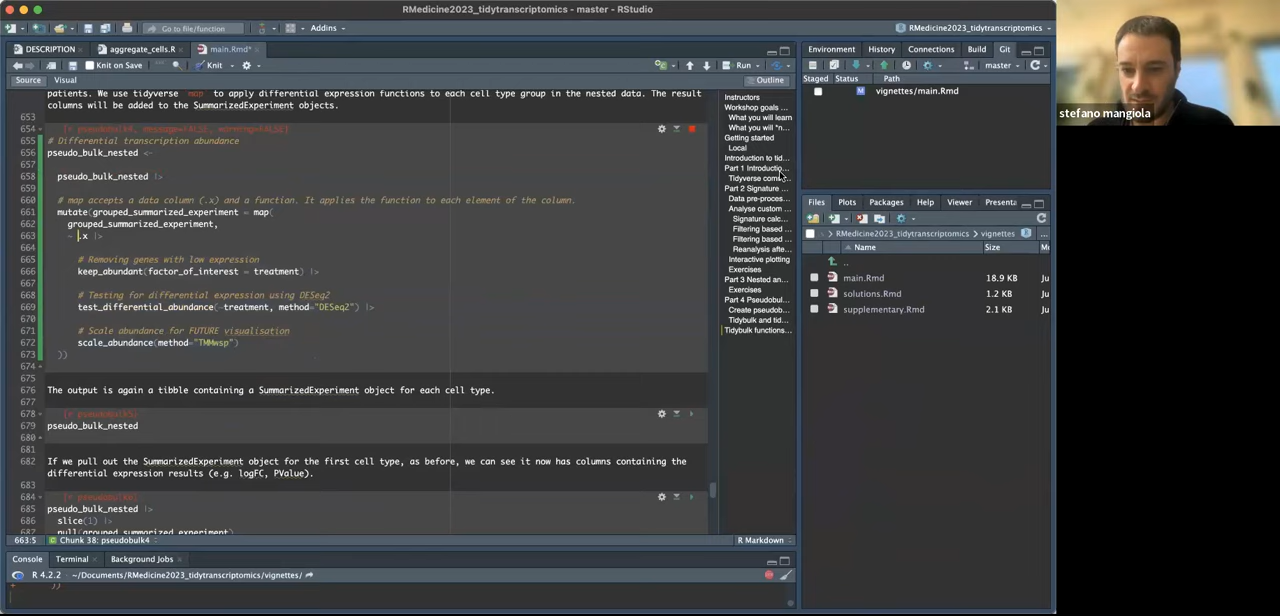 RMedicine2023_tidytranscriptomics - master - RStudio
Go to file/function
Addins
RMedicine2023_tidytranscriptomics
DESCRIPTION
aggregate_cells.R
main.Rmd*
Knit on Save
Knit
Run
Source
Visual
Outline
patients. We use tidyverse `map` to apply differential expression functions to each cell type group in the nested data. The result
columns will be added to the SummarizedExperiment objects.
653
654 {r pseudobulk4, message=FALSE, warning=FALSE}
655 # Differential transcription abundance
656 pseudo_bulk_nested <-
657
658 pseudo_bulk_nested |>
659
660 # map accepts a data column (.x) and a function. It applies the function to each element of the column.
661 mutate(grouped_summarized_experiment = map(
662 grouped_summarized_experiment,
663 ~ .x |>
664
665 # Removing genes with low expression
666 keep_abundant(factor_of_interest = treatment) |>
667
668 # Testing for differential expression using DESeq2
669 test_differential_abundance(~treatment, method="DESeq2") |>
670
671 # Scale abundance for FUTURE visualisation
672 scale_abundance(method="TMMwsp")
673 ))
674
675
676 The output is again a tibble containing a SummarizedExperiment object for each cell type.
677
678 {r pseudobulk5}
679 pseudo_bulk_nested
680
681
682 If we pull out the SummarizedExperiment object for the first cell type, as before, we can see it now has columns containing the
differential expression results (e.g. logFC, PValue).
683
684 {r pseudobulk6}
685 pseudo_bulk_nested |>
686 slice(1) |>
687 pull(grouped_summarized_experiment)
663:5
Chunk 38: pseudobulk4
R Markdown
Instructors
Workshop goals ...
What you will learn
What you will "n...
Getting started
Local
Introduction to tid...
Part 1 Introductio...
Tidyverse com...
Part 2 Signature ...
Data pre-proces...
Analyse custom ...
Signature calc...
Filtering based ...
Filtering based ...
Reanalysis afte...
Interactive plotting
Exercises
Part 3 Nested an...
Exercises
Part 4 Pseudobul...
Create pseudob...
Tidybulk and tid...
Tidybulk functions...
Console
Terminal
Background Jobs
R 4.2.2 · ~/Documents/RMedicine2023_tidytranscriptomics/vignettes/
+ ))
Environment
History
Connections
Build
Git
master
Staged
Status
Path
M
vignettes/main.Rmd
Files
Plots
Packages
Help
Viewer
Presenta
RMedicine2023_tidytranscriptomics
vignettes
...
Name
Size
Mo
..
main.Rmd
18.9 KB
Ju
solutions.Rmd
1.2 KB
Ju
supplementary.Rmd
2.1 KB
Ju
stefano mangiola